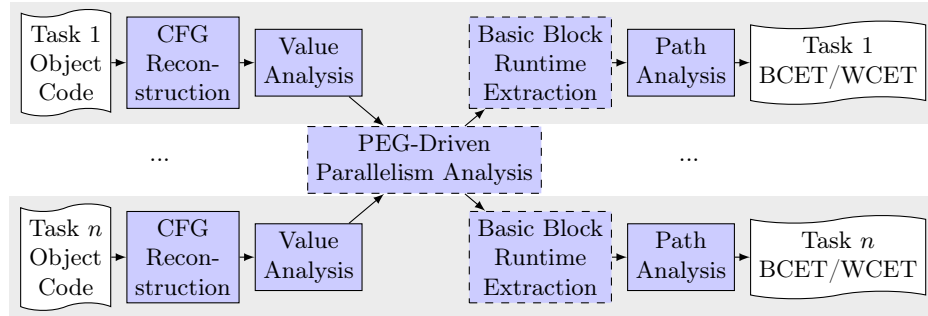 Task 1
Object
Code
CFG
Recon-
struction
Value
Analysis
Basic Block
Runtime
Extraction
Path
Analysis
Task 1
BCET/WCET
...
PEG-Driven
Parallelism Analysis
...
Task n
Object
Code
CFG
Recon-
struction
Value
Analysis
Basic Block
Runtime
Extraction
Path
Analysis
Task n
BCET/WCET